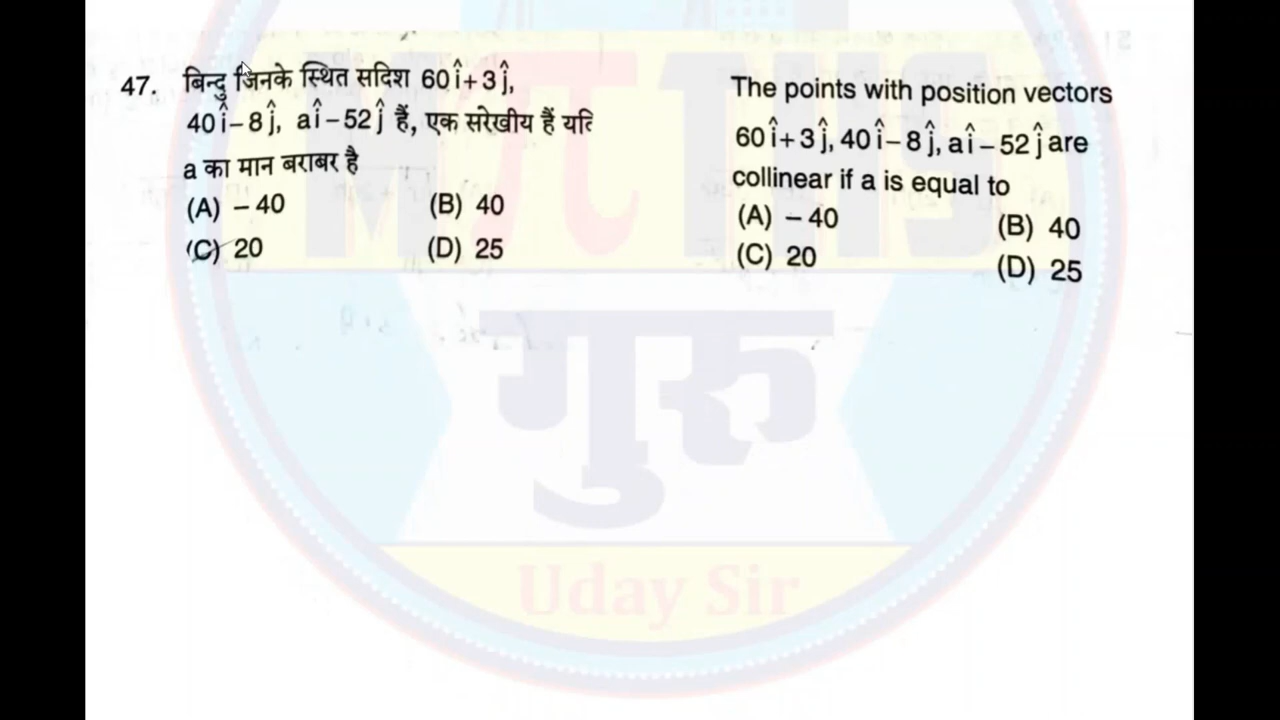 47. बिन्दु जिनके स्थित सदिश 60î+3ĵ,
40î−8ĵ, aî−52ĵ हैं, एक सरेखीय हैं यदि
a का मान बराबर है
(A) −40 (B) 40
(C) 20 (D) 25
The points with position vectors
60î+3ĵ, 40î−8ĵ, aî−52ĵ are
collinear if a is equal to
(A) −40 (B) 40
(C) 20 (D) 25
MπTHS
गुरु
Uday Sir